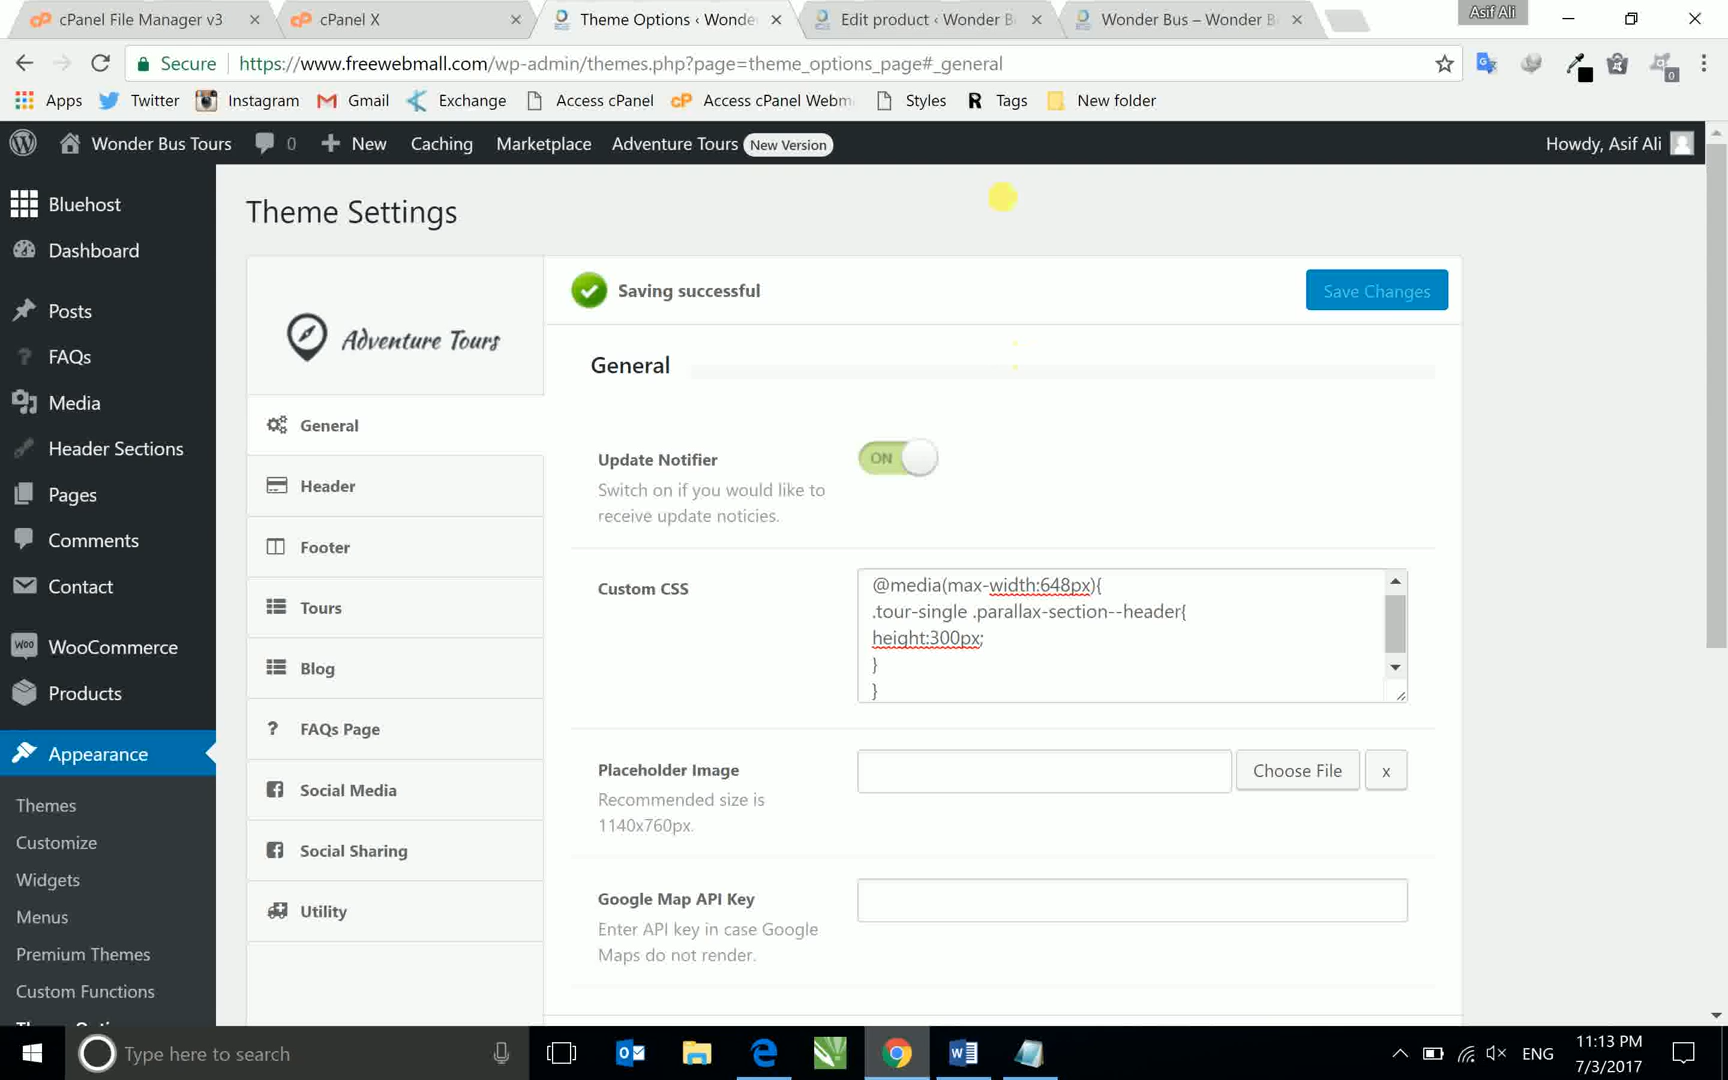 cPanel File Manager v3
cPanel X
Theme Options ‹ Wonde
Edit product ‹ Wonder B
Wonder Bus – Wonder B
Asif Ali
Secure
https://www.freewebmall.com/wp-admin/themes.php?page=theme_options_page#_general
0
Apps
Twitter
Instagram
Gmail
Exchange
Access cPanel
cP
Access cPanel Webm
Styles
R
Tags
New folder
Wonder Bus Tours
0
New
Caching
Marketplace
Adventure Tours
New Version
Howdy, Asif Ali
Bluehost
Dashboard
Posts
FAQs
Media
Header Sections
Pages
Comments
Contact
WooCommerce
Products
Appearance
Themes
Customize
Widgets
Menus
Premium Themes
Custom Functions
Theme Settings
Adventure Tours
General
Header
Footer
Tours
Blog
FAQs Page
Social Media
Social Sharing
Utility
Saving successful
Save Changes
General
Update Notifier
Switch on if you would like to
receive update noticies.
ON
Custom CSS
@media(max-width:648px){
.tour-single .parallax-section--header{
height:300px;
}
}
Placeholder Image
Recommended size is
1140x760px.
Choose File
x
Google Map API Key
Enter API key in case Google
Maps do not render.
Type here to search
ENG
11:13 PM
7/3/2017